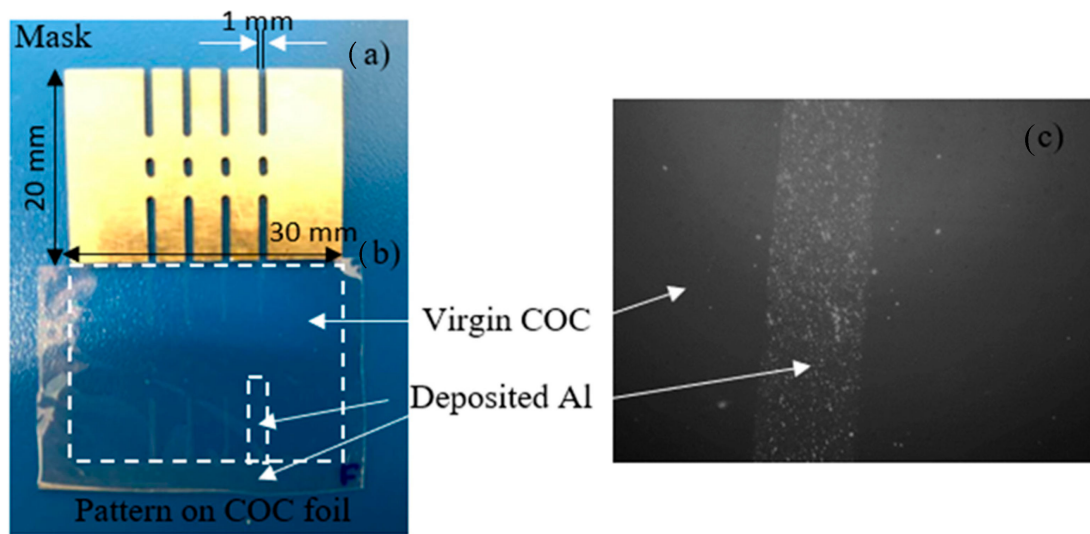 Mask
1 mm
(a)
20 mm
30 mm
(b)
(c)
Virgin COC
Deposited Al
F
Pattern on COC foil